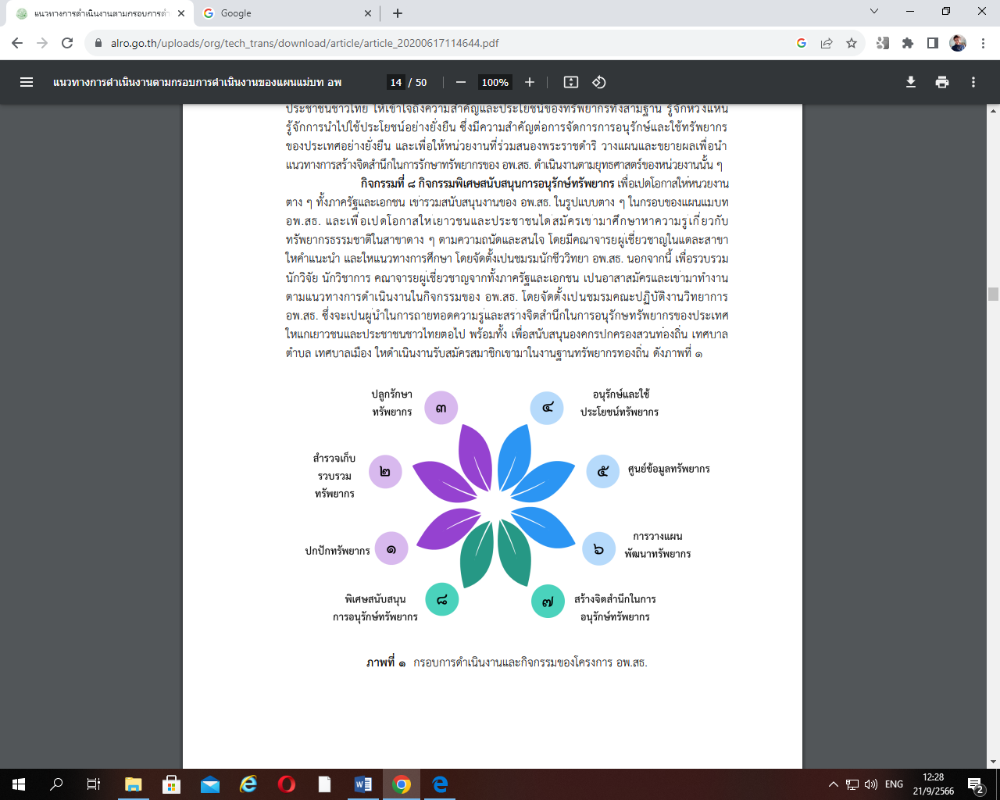 แนวทางการดำเนินงานตามกรอบการดำ
Google
alro.go.th/uploads/org/tech_trans/download/article/article_20200617114644.pdf
แนวทางการดำเนินงานตามกรอบการดำเนินงานของแผนแม่บท อพ
14 / 50
100%
ประชาชนชาวไทย ให้เข้าใจถึงความสำคัญและประโยชน์ของทรัพยากรทั้งสามฐาน รู้จักหวงแหน
รู้จักการนำไปใช้ประโยชน์อย่างยั่งยืน ซึ่งมีความสำคัญต่อการจัดการการอนุรักษ์และใช้ทรัพยากร
ของประเทศอย่างยั่งยืน และเพื่อให้หน่วยงานที่ร่วมสนองพระราชดำริ วางแผนและขยายผลเพื่อนำ
แนวทางการสร้างจิตสำนึกในการรักษาทรัพยากรของ อพ.สธ. ดำเนินงานตามยุทธศาสตร์ของหน่วยงานนั้น ๆ
กิจกรรมที่ ๘ กิจกรรมพิเศษสนับสนุนการอนุรักษ์ทรัพยากร เพื่อเปิดโอกาสให้หน่วยงาน
ต่าง ๆ ทั้งภาครัฐและเอกชน เข้าร่วมสนับสนุนงานของ อพ.สธ. ในรูปแบบต่าง ๆ ในกรอบของแผนแม่บท
อพ.สธ. และเพื่อเปิดโอกาสให้เยาวชนและประชาชนได้สมัครเข้ามาศึกษาหาความรู้เกี่ยวกับ
ทรัพยากรธรรมชาติในสาขาต่าง ๆ ตามความถนัดและสนใจ โดยมีคณาจารย์ผู้เชี่ยวชาญในแต่ละสาขา
ให้คำแนะนำ และให้แนวทางการศึกษา โดยจัดตั้งเป็นชมรมนักชีววิทยา อพ.สธ. นอกจากนี้ เพื่อรวบรวม
นักวิจัย นักวิชาการ คณาจารย์ผู้เชี่ยวชาญจากทั้งภาครัฐและเอกชน เป็นอาสาสมัครและเข้ามาทำงาน
ตามแนวทางการดำเนินงานในกิจกรรมของ อพ.สธ. โดยจัดตั้งเป็นชมรมคณะปฏิบัติงานวิทยาการ
อพ.สธ. ซึ่งจะเป็นผู้นำในการถ่ายทอดความรู้และสร้างจิตสำนึกในการอนุรักษ์ทรัพยากรของประเทศ
ให้แก่เยาวชนและประชาชนชาวไทยต่อไป พร้อมทั้ง เพื่อสนับสนุนองค์กรปกครองส่วนท้องถิ่น เทศบาล
ตำบล เทศบาลเมือง ให้ดำเนินงานรับสมัครสมาชิกเข้ามาในงานฐานทรัพยากรท้องถิ่น ดังภาพที่ ๑
ปลูกรักษา
ทรัพยากร
๓
๔
อนุรักษ์และใช้
ประโยชน์ทรัพยากร
สำรวจเก็บ
รวบรวม
ทรัพยากร
๒
๕
ศูนย์ข้อมูลทรัพยากร
ปกปักทรัพยากร
๑
๖
การวางแผน
พัฒนาทรัพยากร
พิเศษสนับสนุน
การอนุรักษ์ทรัพยากร
๘
๗
สร้างจิตสำนึกในการ
อนุรักษ์ทรัพยากร
ภาพที่ ๑ กรอบการดำเนินงานและกิจกรรมของโครงการ อพ.สธ.
ENG
12:28
21/9/2566
2